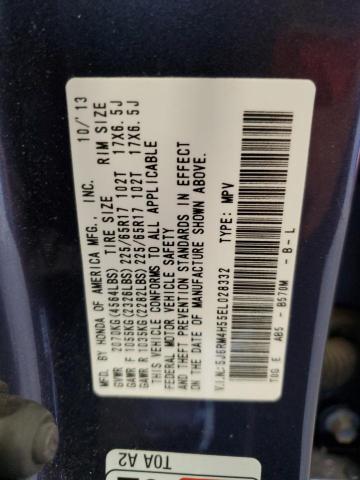 MFD. BY HONDA OF AMERICA MFG., INC. 10/13
TIRE SIZE RIM SIZE
GVWR 2070KG(4564LBS)
GAWR F 1055KG(2326LBS) 225/65R17 102T 17X6.5J
GAWR R 1035KG(2282LBS) 225/65R17 102T 17X6.5J
THIS VEHICLE CONFORMS TO ALL APPLICABLE
FEDERAL MOTOR VEHICLE SAFETY
AND THEFT PREVENTION STANDARDS IN EFFECT
ON THE DATE OF MANUFACTURE SHOWN ABOVE.
V.I.N.: 5J6RM4H55EL028332 TYPE: MPV
T0G E AB5 - B570M - B - L
T0A A2